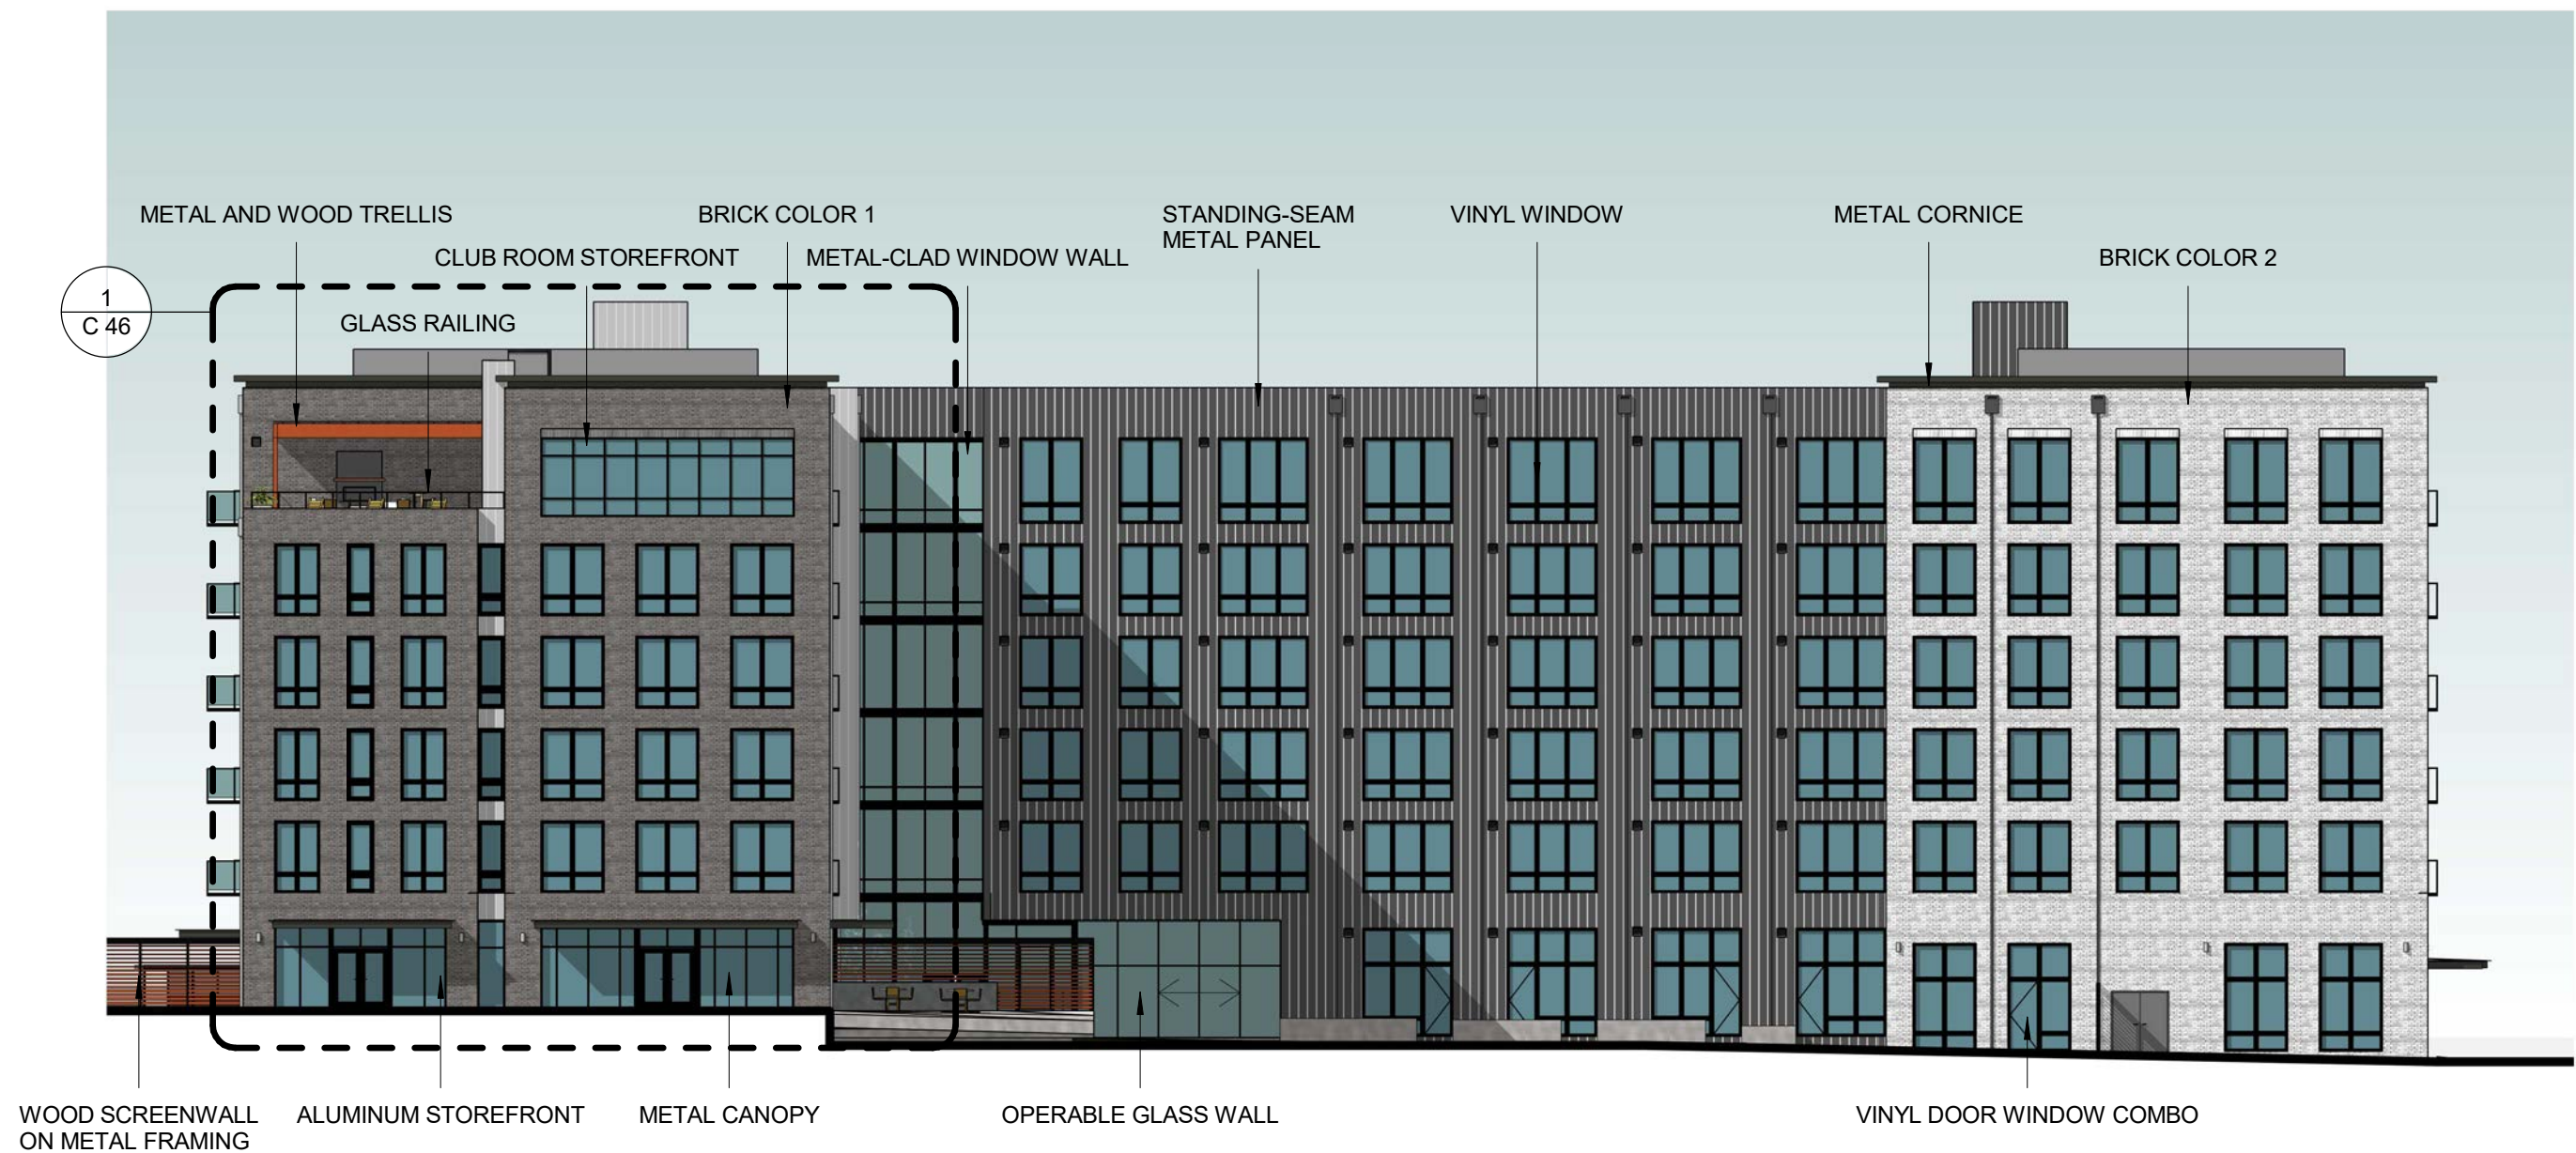 METAL AND WOOD TRELLIS
BRICK COLOR 1
STANDING-SEAM
METAL PANEL
VINYL WINDOW
METAL CORNICE
CLUB ROOM STOREFRONT
METAL-CLAD WINDOW WALL
BRICK COLOR 2
1
C 46
GLASS RAILING
WOOD SCREENWALL
ON METAL FRAMING
ALUMINUM STOREFRONT
METAL CANOPY
OPERABLE GLASS WALL
VINYL DOOR WINDOW COMBO